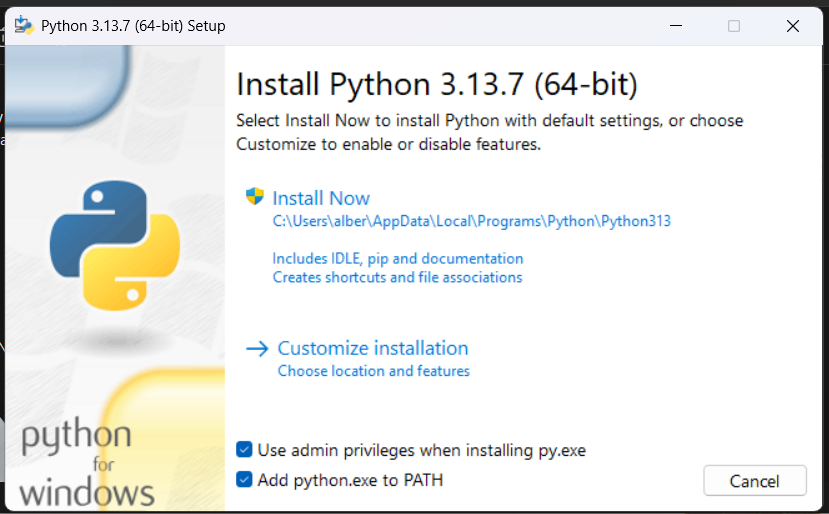 Python 3.13.7 (64-bit) Setup
Install Python 3.13.7 (64-bit)
Select Install Now to install Python with default settings, or choose
Customize to enable or disable features.
Install Now
C:\Users\alber\AppData\Local\Programs\Python\Python313
Includes IDLE, pip and documentation
Creates shortcuts and file associations
Customize installation
Choose location and features
Use admin privileges when installing py.exe
Add python.exe to PATH
Cancel
python
for
windows